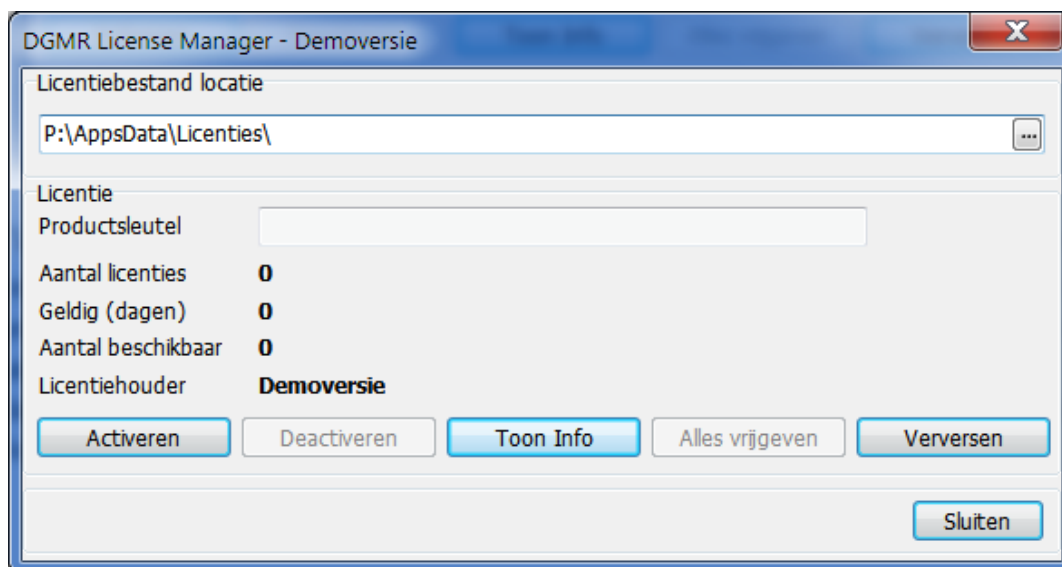 DGMR License Manager - Demoversie
Licentiebestand locatie
P:\AppsData\Licenties\
...
Licentie
Productsleutel
Aantal licenties 0
Geldig (dagen) 0
Aantal beschikbaar 0
Licentiehouder Demoversie
Activeren Deactiveren Toon Info Alles vrijgeven Verversen
Sluiten